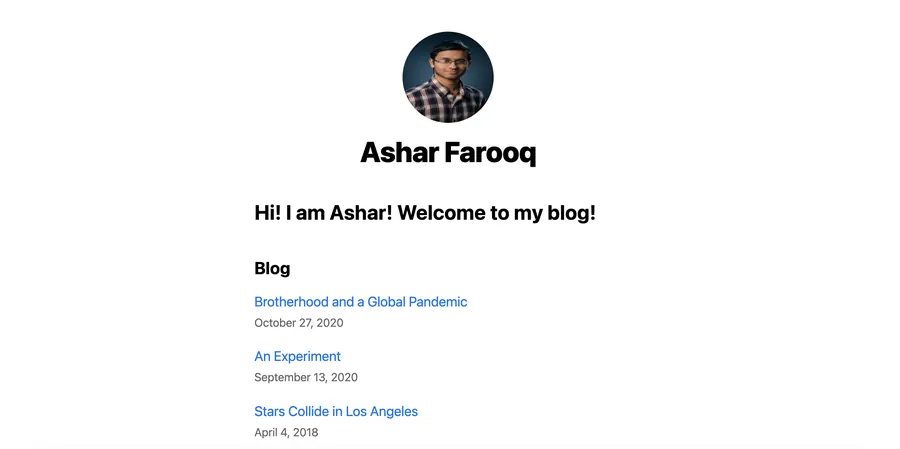 Ashar Farooq
Hi! I am Ashar! Welcome to my blog!
Blog
Brotherhood and a Global Pandemic
October 27, 2020
An Experiment
September 13, 2020
Stars Collide in Los Angeles
April 4, 2018